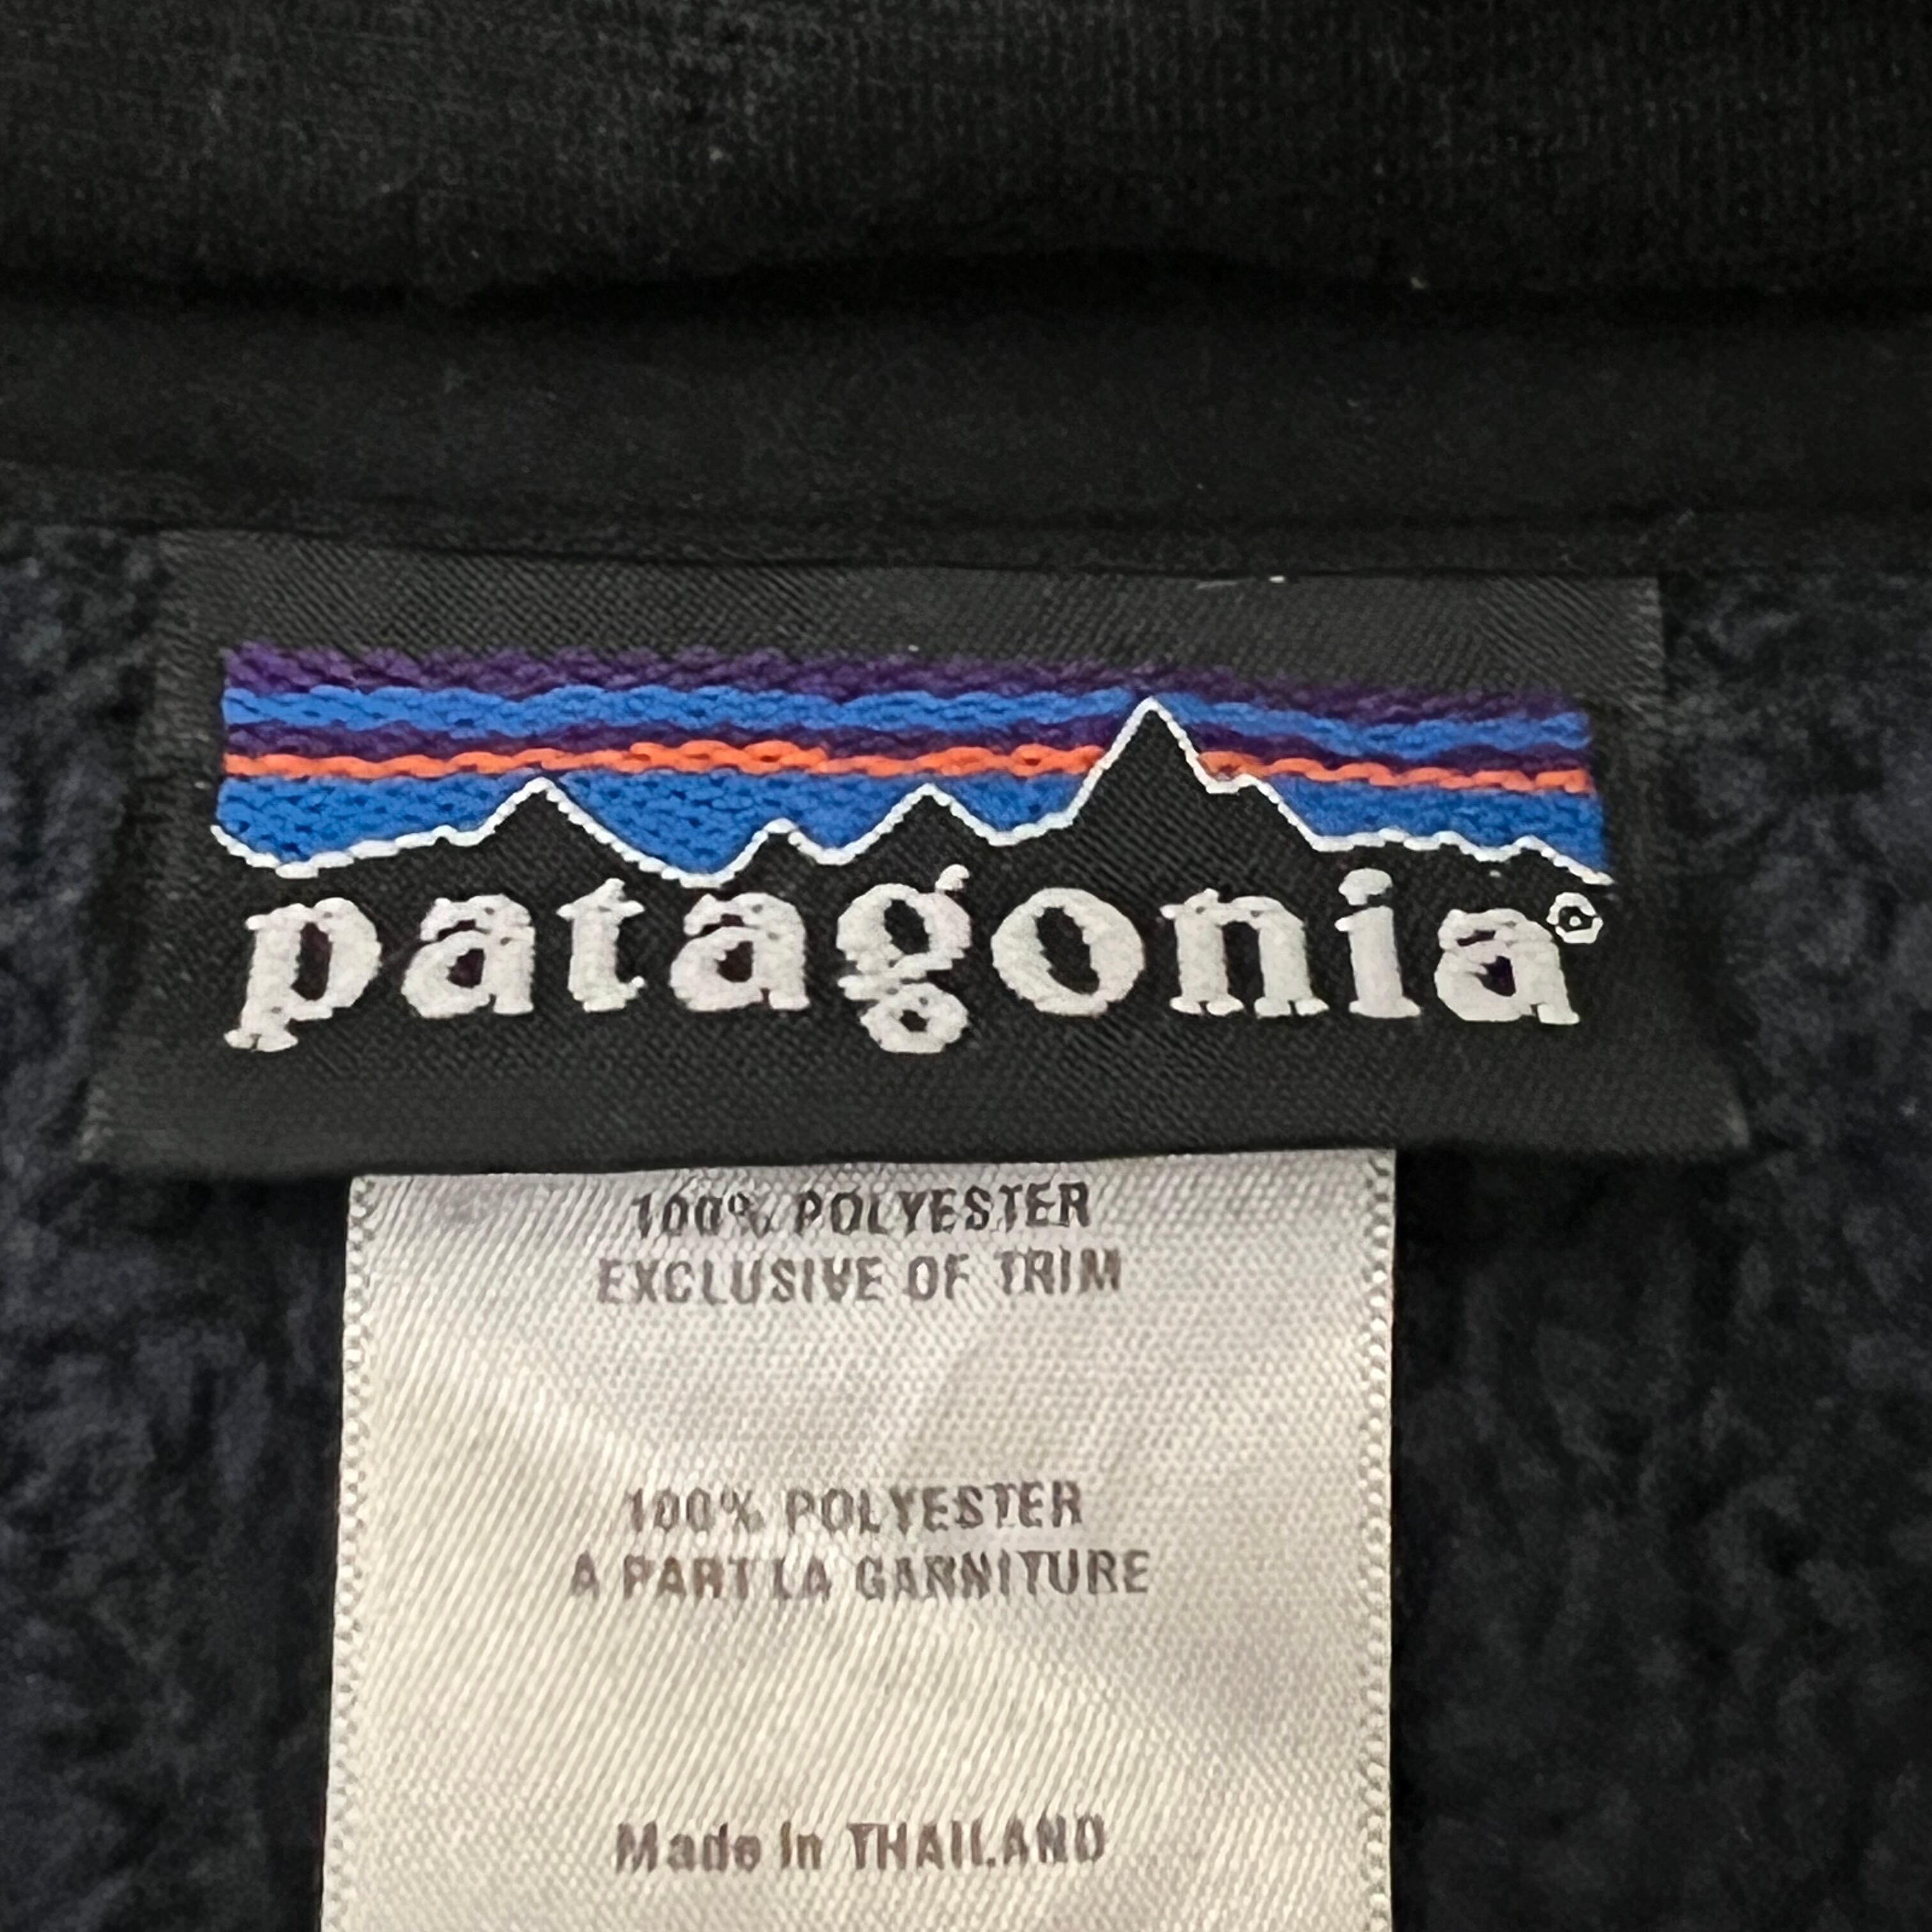 patagonia®
100% POLYESTER
EXCLUSIVE OF TRIM
100% POLYESTER
A PART LA GARNITURE
Made in THAILAND